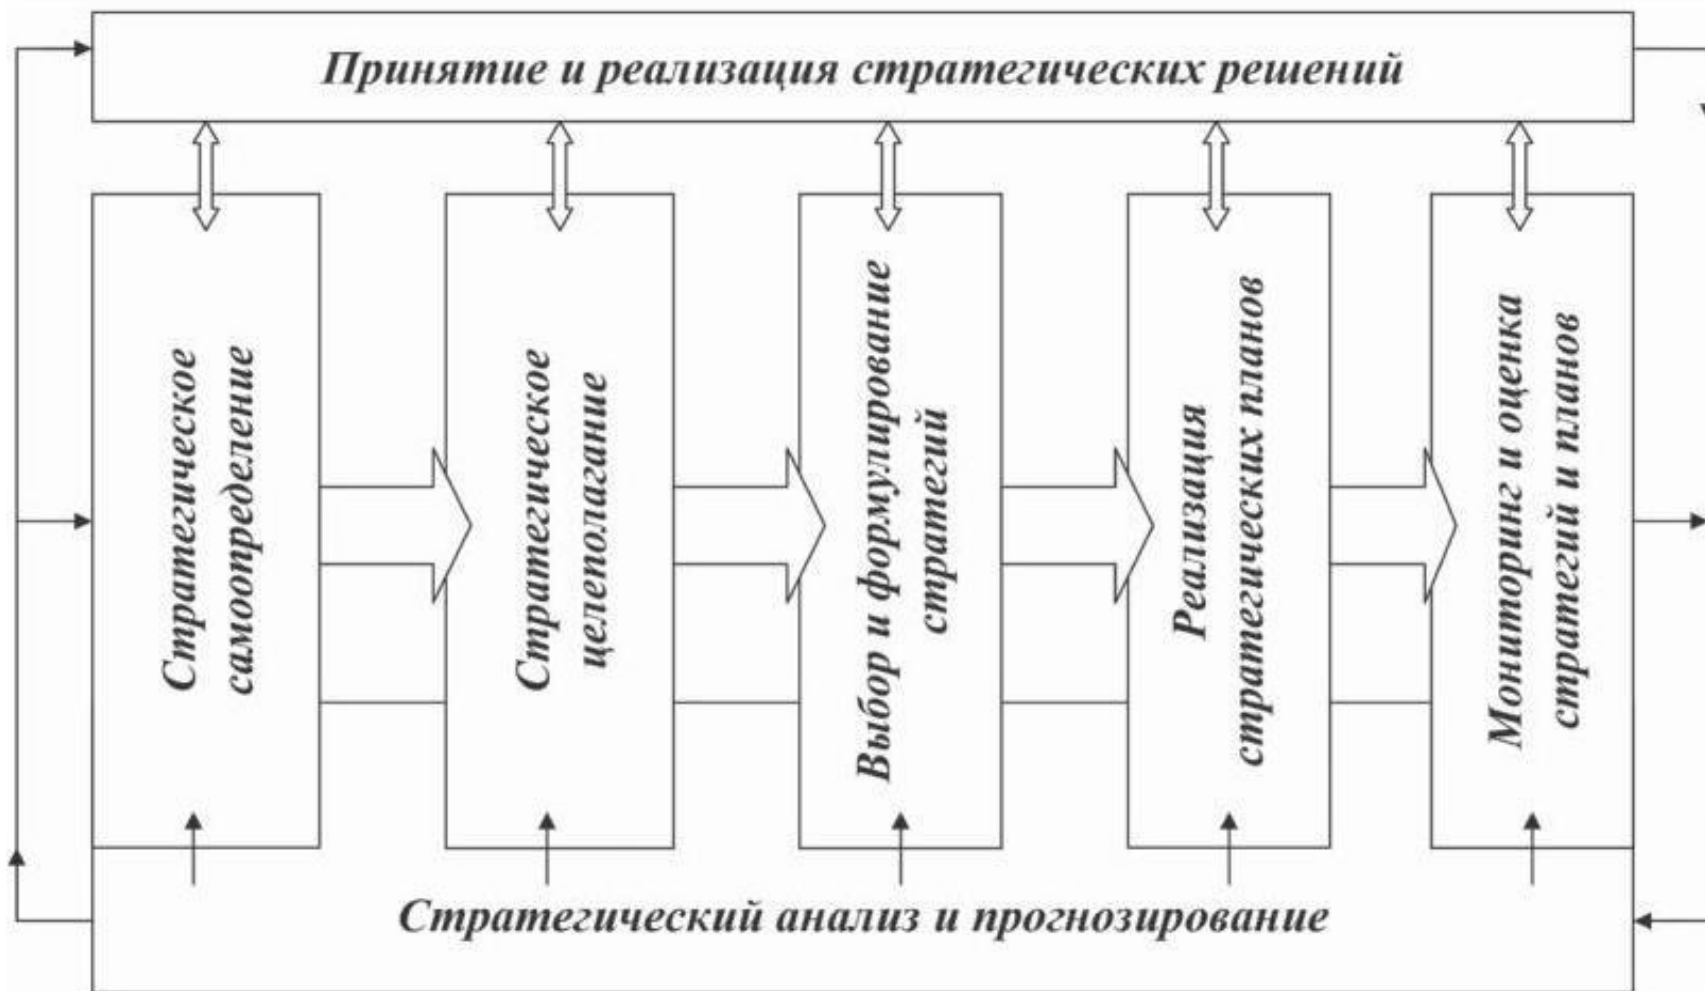 Принятие и реализация стратегических решений
Стратегическое
самоопределение
Стратегическое
целеполагание
Выбор и формулирование
стратегий
Реализация
стратегических планов
Мониторинг и оценка
стратегий и планов
Стратегический анализ и прогнозирование